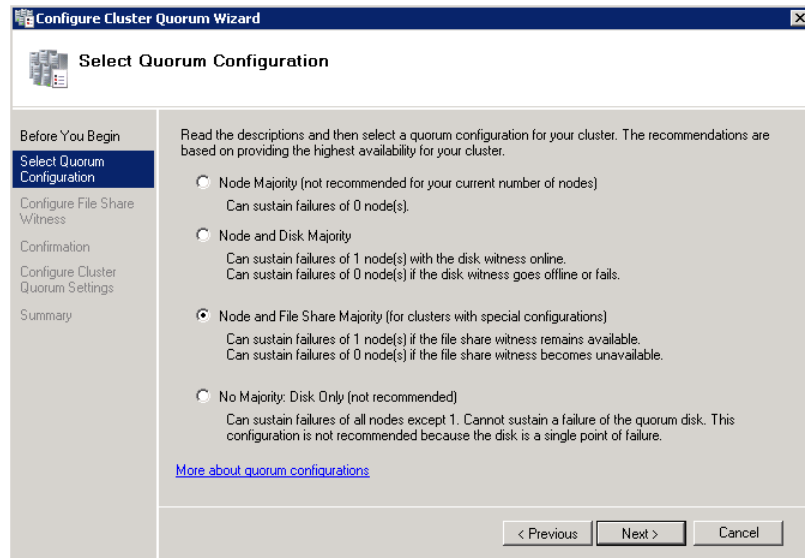 Configure Cluster Quorum Wizard
Select Quorum Configuration
Before You Begin
Select Quorum
Configuration
Configure File Share
Witness
Confirmation
Configure Cluster
Quorum Settings
Summary
Read the descriptions and then select a quorum configuration for your cluster. The recommendations are
based on providing the highest availability for your cluster.
Node Majority (not recommended for your current number of nodes)
Can sustain failures of 0 node(s).
Node and Disk Majority
Can sustain failures of 1 node(s) with the disk witness online.
Can sustain failures of 0 node(s) if the disk witness goes offline or fails.
Node and File Share Majority (for clusters with special configurations)
Can sustain failures of 1 node(s) if the file share witness remains available.
Can sustain failures of 0 node(s) if the file share witness becomes unavailable.
No Majority: Disk Only (not recommended)
Can sustain failures of all nodes except 1. Cannot sustain a failure of the quorum disk. This
configuration is not recommended because the disk is a single point of failure.
More about quorum configurations
< Previous
Next >
Cancel